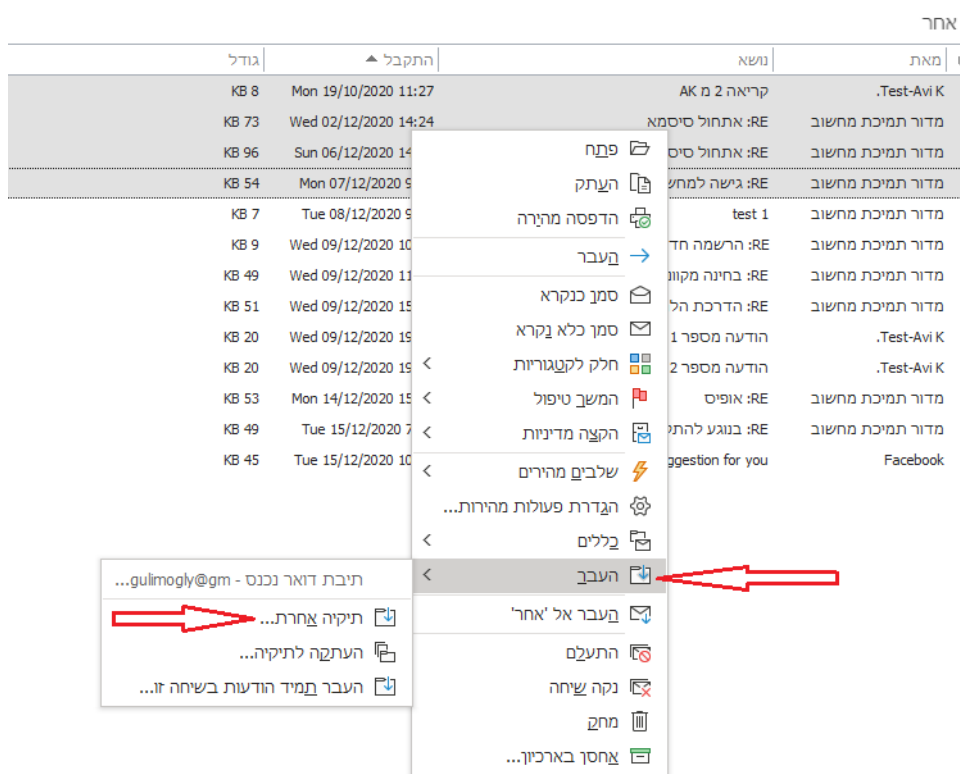 אחר
מאת נושא התקבל גודל
Test-Avi K. קריאה 2 מ AK Mon 19/10/2020 11:27 8 KB
מדור תמיכת מחשוב RE: אתחול סיסמא Wed 02/12/2020 14:24 73 KB
מדור תמיכת מחשוב RE: אתחול סיס Sun 06/12/2020 14 96 KB
מדור תמיכת מחשוב RE: גישה למחש Mon 07/12/2020 9 54 KB
מדור תמיכת מחשוב test 1 Tue 08/12/2020 9 7 KB
מדור תמיכת מחשוב RE: הרשמה חד Wed 09/12/2020 10 9 KB
מדור תמיכת מחשוב RE: בחינה מקוונ Wed 09/12/2020 11 49 KB
מדור תמיכת מחשוב RE: הדרכת הל Wed 09/12/2020 15 51 KB
Test-Avi K. הודעה מספר 1 Wed 09/12/2020 19 20 KB
Test-Avi K. הודעה מספר 2 Wed 09/12/2020 19 20 KB
מדור תמיכת מחשוב RE: אופיס Mon 14/12/2020 15 53 KB
מדור תמיכת מחשוב RE: בנוגע להתק Tue 15/12/2020 7 49 KB
Facebook ggestion for you Tue 15/12/2020 10 45 KB
פתח
העתק
הדפסה מהירה
העבר
סמן כנקרא
סמן כלא נקרא
חלק לקטגוריות
המשך טיפול
הקצה מדיניות
שלבים מהירים
הגדרת פעולות מהירות...
כללים
העבר
העבר אל 'אחר'
התעלם
נקה שיחה
מחק
אחסן בארכיון...
תיבת דואר נכנס - gulimogly@gm...
תיקיה אחרת...
העתקה לתיקיה...
העבר תמיד הודעות בשיחה זו...